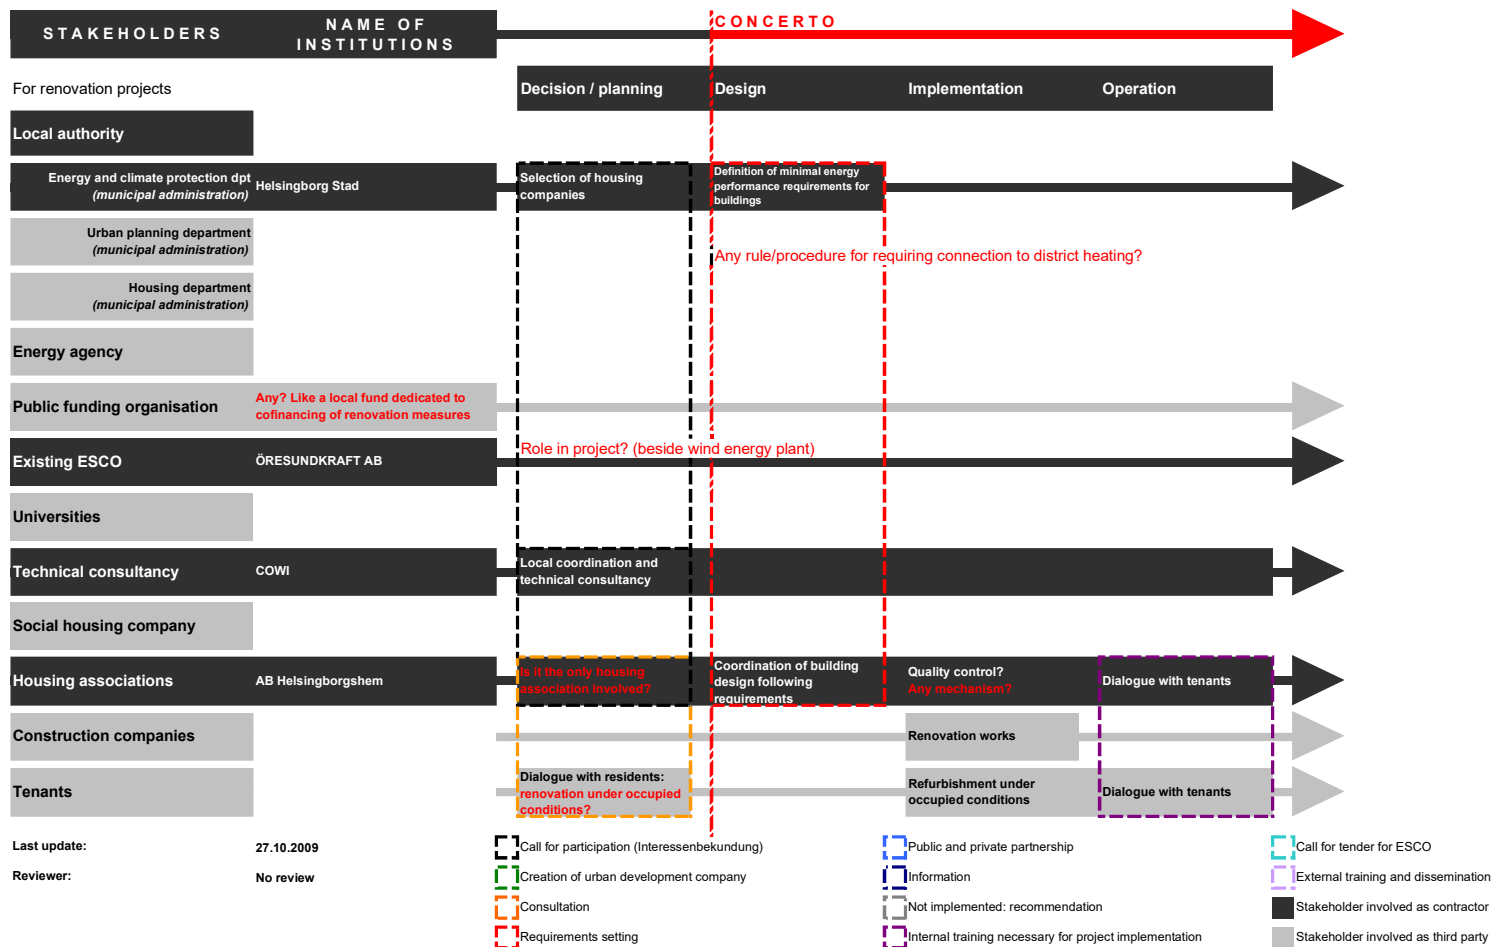 STAKEHOLDERS
NAME OF
INSTITUTIONS
CONCERTO
For renovation projects
Decision / planning
Design
Implementation
Operation
Local authority
Energy and climate protection dpt
(municipal administration)
Helsingborg Stad
Selection of housing
companies
Definition of minimal energy
performance requirements for
buildings
Urban planning department
(municipal administration)
Any rule/procedure for requiring connection to district heating?
Housing department
(municipal administration)
Energy agency
Public funding organisation
Any? Like a local fund dedicated to
cofinancing of renovation measures
Existing ESCO
ÖRESUNDKRAFT AB
Role in project? (beside wind energy plant)
Universities
Technical consultancy
COWI
Local coordination and
technical consultancy
Social housing company
Housing associations
AB Helsingborgshem
Is it the only housing
association involved?
Coordination of building
design following
requirements
Quality control?
Any mechanism?
Dialogue with tenants
Construction companies
Renovation works
Tenants
Dialogue with residents:
renovation under occupied
conditions?
Refurbishment under
occupied conditions
Dialogue with tenants
Last update:
27.10.2009
Reviewer:
No review
Call for participation (Interessenbekundung)
Creation of urban development company
Consultation
Requirements setting
Public and private partnership
Information
Not implemented: recommendation
Internal training necessary for project implementation
Call for tender for ESCO
External training and dissemination
Stakeholder involved as contractor
Stakeholder involved as third party